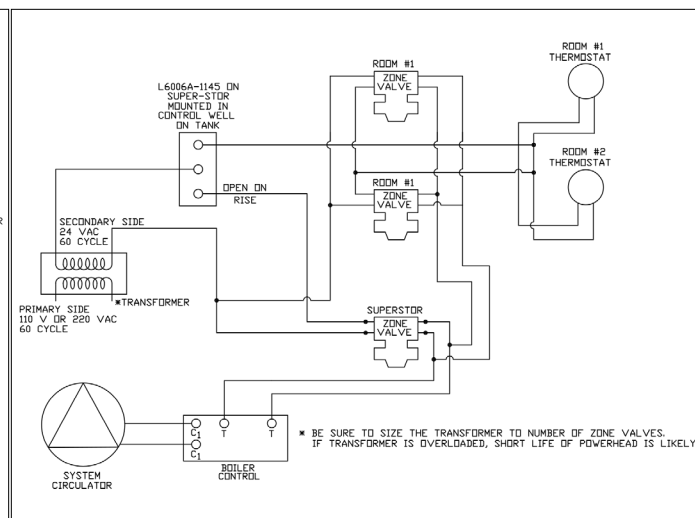 ROOM #1
ZONE
VALVE
ROOM #1
THERMOSTAT
L6006A-1145 ON
SUPER-STOR
MOUNTED IN
CONTROL WELL
ON TANK
ROOM #2
THERMOSTAT
OPEN ON
RISE
ROOM #1
ZONE
VALVE
R
SECONDARY SIDE
24 VAC
60 CYCLE
*TRANSFORMER
PRIMARY SIDE
110 V OR 220 VAC
60 CYCLE
SUPERSTOR
ZONE
VALVE
C1
T
T
C1
BOILER
CONTROL
SYSTEM
CIRCULATOR
* BE SURE TO SIZE THE TRANSFORMER TO NUMBER OF ZONE VALVES.
IF TRANSFORMER IS OVERLOADED, SHORT LIFE OF POWERHEAD IS LIKELY